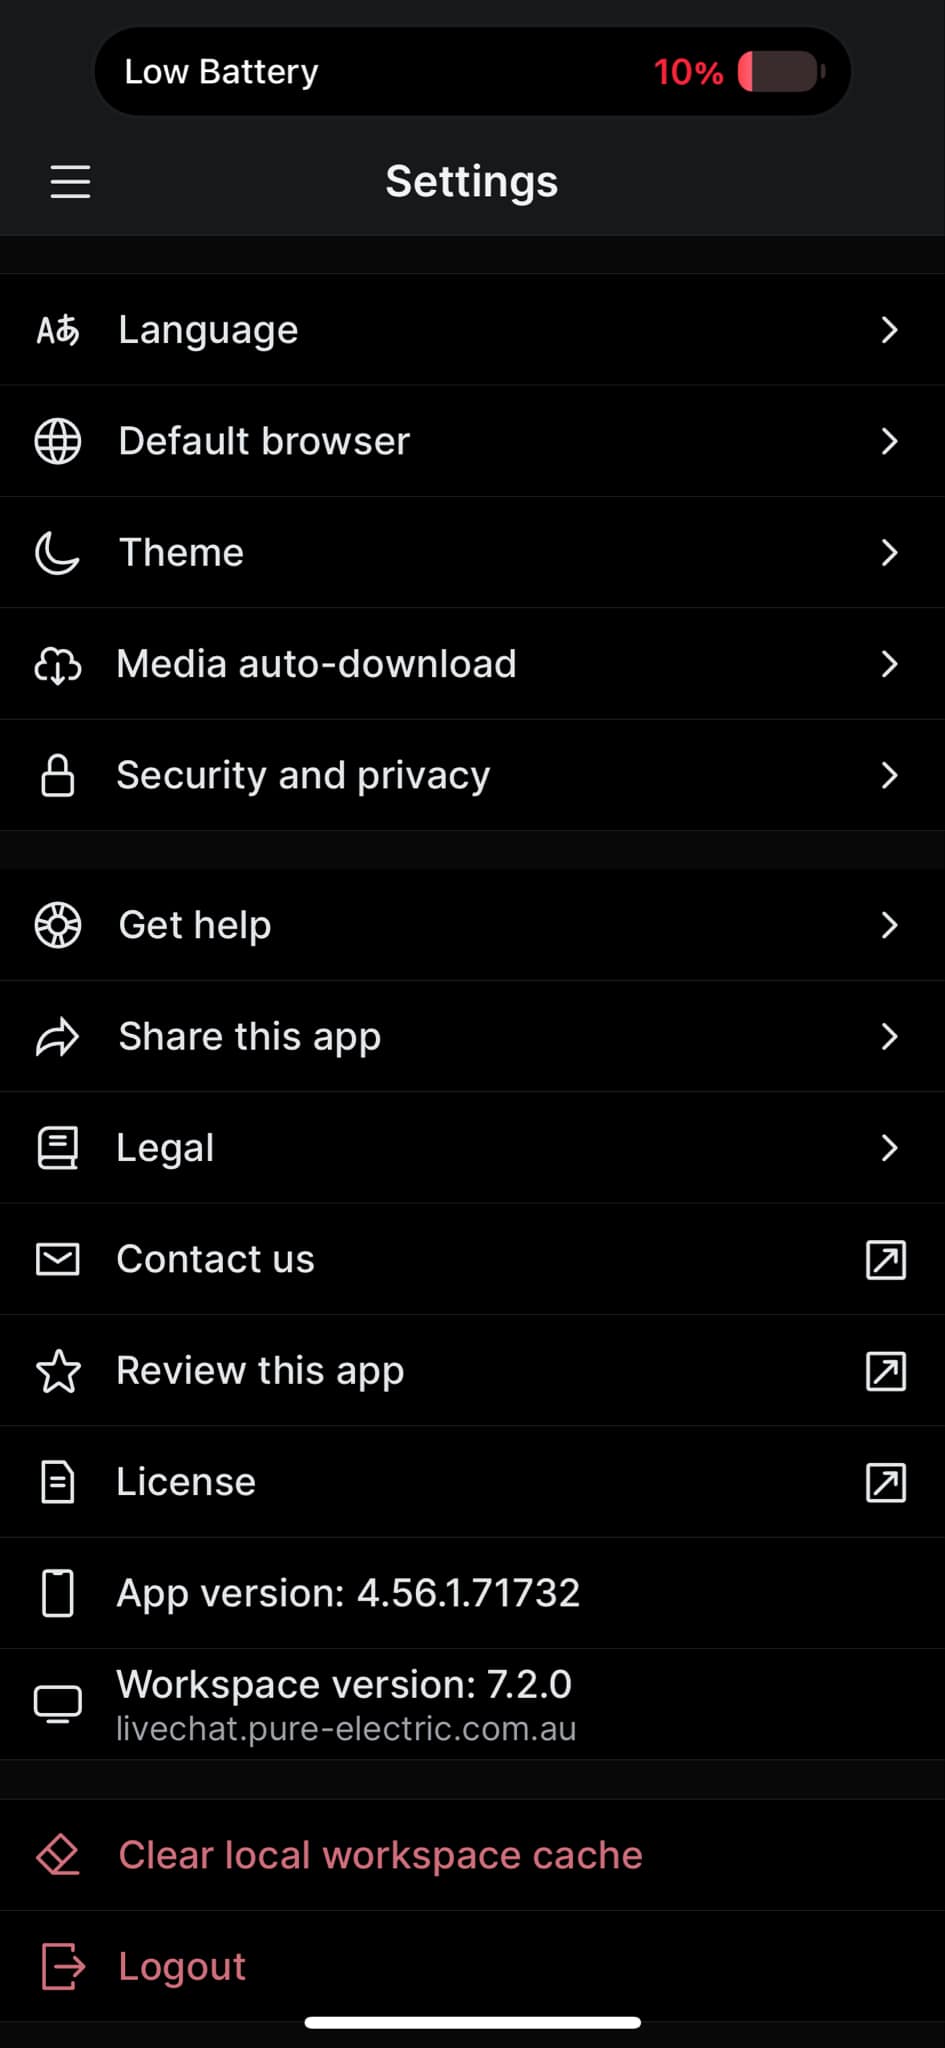 Low Battery 10%
Settings
Language
Default browser
Theme
Media auto-download
Security and privacy
Get help
Share this app
Legal
Contact us
Review this app
License
App version: 4.56.1.71732
Workspace version: 7.2.0
livechat.pure-electric.com.au
Clear local workspace cache
Logout